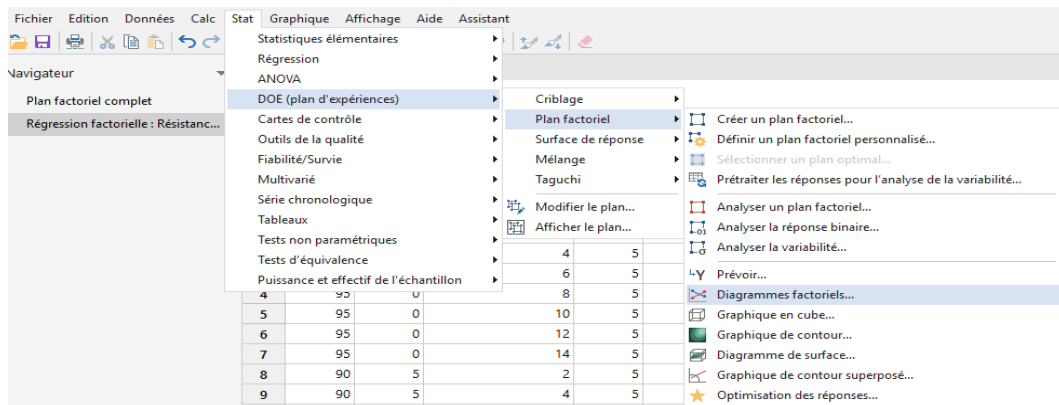 Fichier Edition Données Calc Stat Graphique Affichage Aide Assistant
Navigateur
Plan factoriel complet
Régression factorielle : Résistanc...
Statistiques élémentaires
Régression
ANOVA
DOE (plan d'expériences)
Cartes de contrôle
Outils de la qualité
Fiabilité/Survie
Multivarié
Série chronologique
Tableaux
Tests non paramétriques
Tests d'équivalence
Puissance et effectif de l'échantillon
Criblage
Plan factoriel
Surface de réponse
Mélange
Taguchi
Modifier le plan...
Afficher le plan...
Créer un plan factoriel...
Définir un plan factoriel personnalisé...
Sélectionner un plan optimal...
Prétraiter les réponses pour l'analyse de la variabilité...
Analyser un plan factoriel...
Analyser la réponse binaire...
Analyser la variabilité...
Prévoir...
Diagrammes factoriels...
Graphique en cube...
Graphique de contour...
Diagramme de surface...
Graphique de contour superposé...
Optimisation des réponses...
4 5
6 5
4 95 0 8 5
5 95 0 10 5
6 95 0 12 5
7 95 0 14 5
8 90 5 2 5
9 90 5 4 5